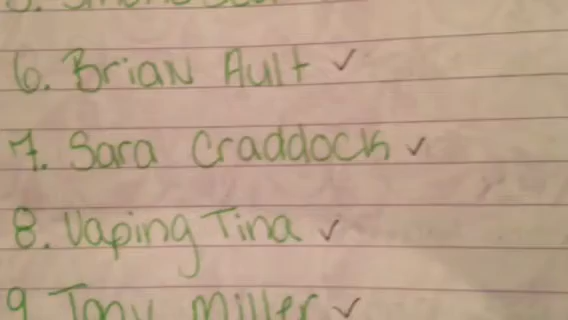 6. Brian Ault ✓
7. Sara Craddock ✓
8. Vaping Tina ✓
9 Tony Miller ✓